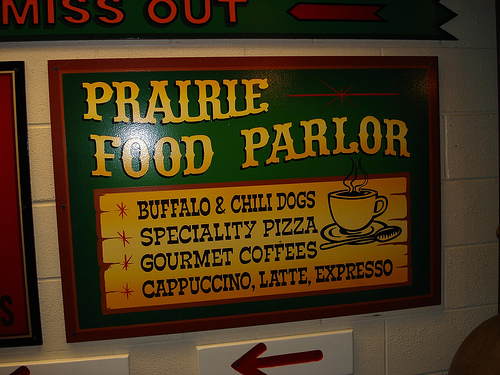 MISS OUT
PRAIRIE
FOOD PARLOR
BUFFALO & CHILI DOGS
SPECIALITY PIZZA
GOURMET COFFEES
CAPPUCCINO, LATTE, EXPRESSO
S